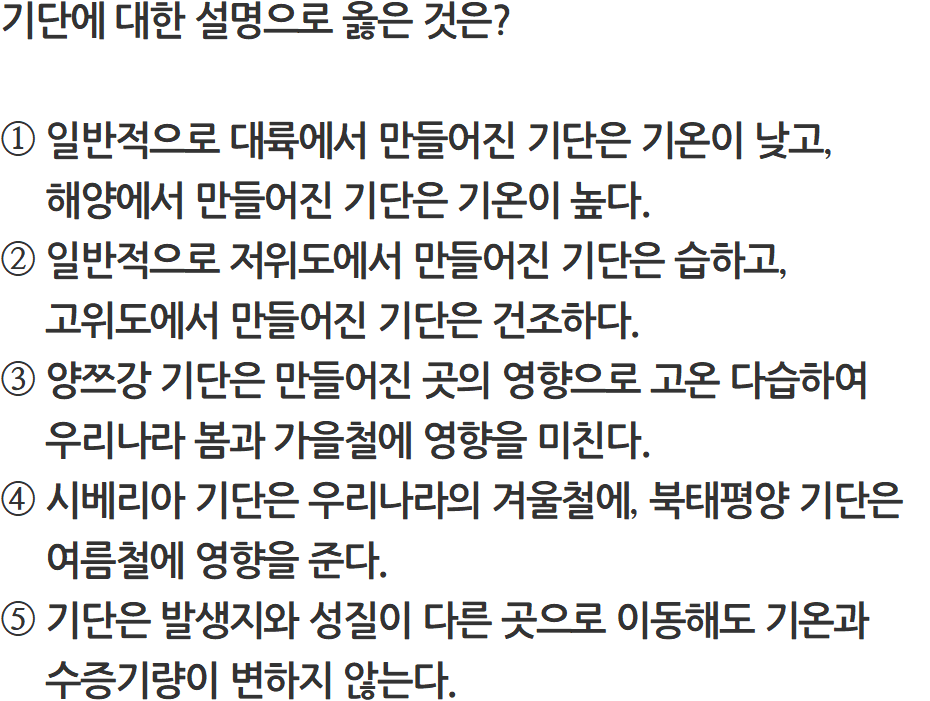 기단에 대한 설명으로 옳은 것은?
① 일반적으로 대륙에서 만들어진 기단은 기온이 낮고,
해양에서 만들어진 기단은 기온이 높다.
② 일반적으로 저위도에서 만들어진 기단은 습하고,
고위도에서 만들어진 기단은 건조하다.
③ 양쯔강 기단은 만들어진 곳의 영향으로 고온 다습하여
우리나라 봄과 가을철에 영향을 미친다.
④ 시베리아 기단은 우리나라의 겨울철에, 북태평양 기단은
여름철에 영향을 준다.
⑤ 기단은 발생지와 성질이 다른 곳으로 이동해도 기온과
수증기량이 변하지 않는다.